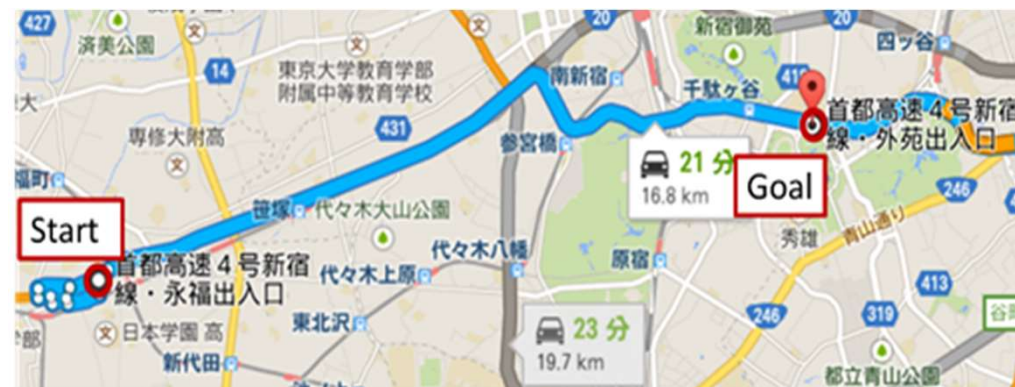 427
済美公園
20
新宿御苑
20
四ッ谷
14
東京大学教育学部
附属中等教育学校
南新宿
千駄ヶ谷
首都高速4号新宿
線・外苑出入口
431
専修大附高
参宮橋
21 分
16.8 km
Goal
246
福町
Start
笹塚
代々木大山公園
秀雄
青山通り
首都高速4号新宿
線・永福出入口
代々木上原
代々木八幡
原宿
413
日本学園 高
東北沢
23 分
19.7 km
246
319
新代田
都立青山公園